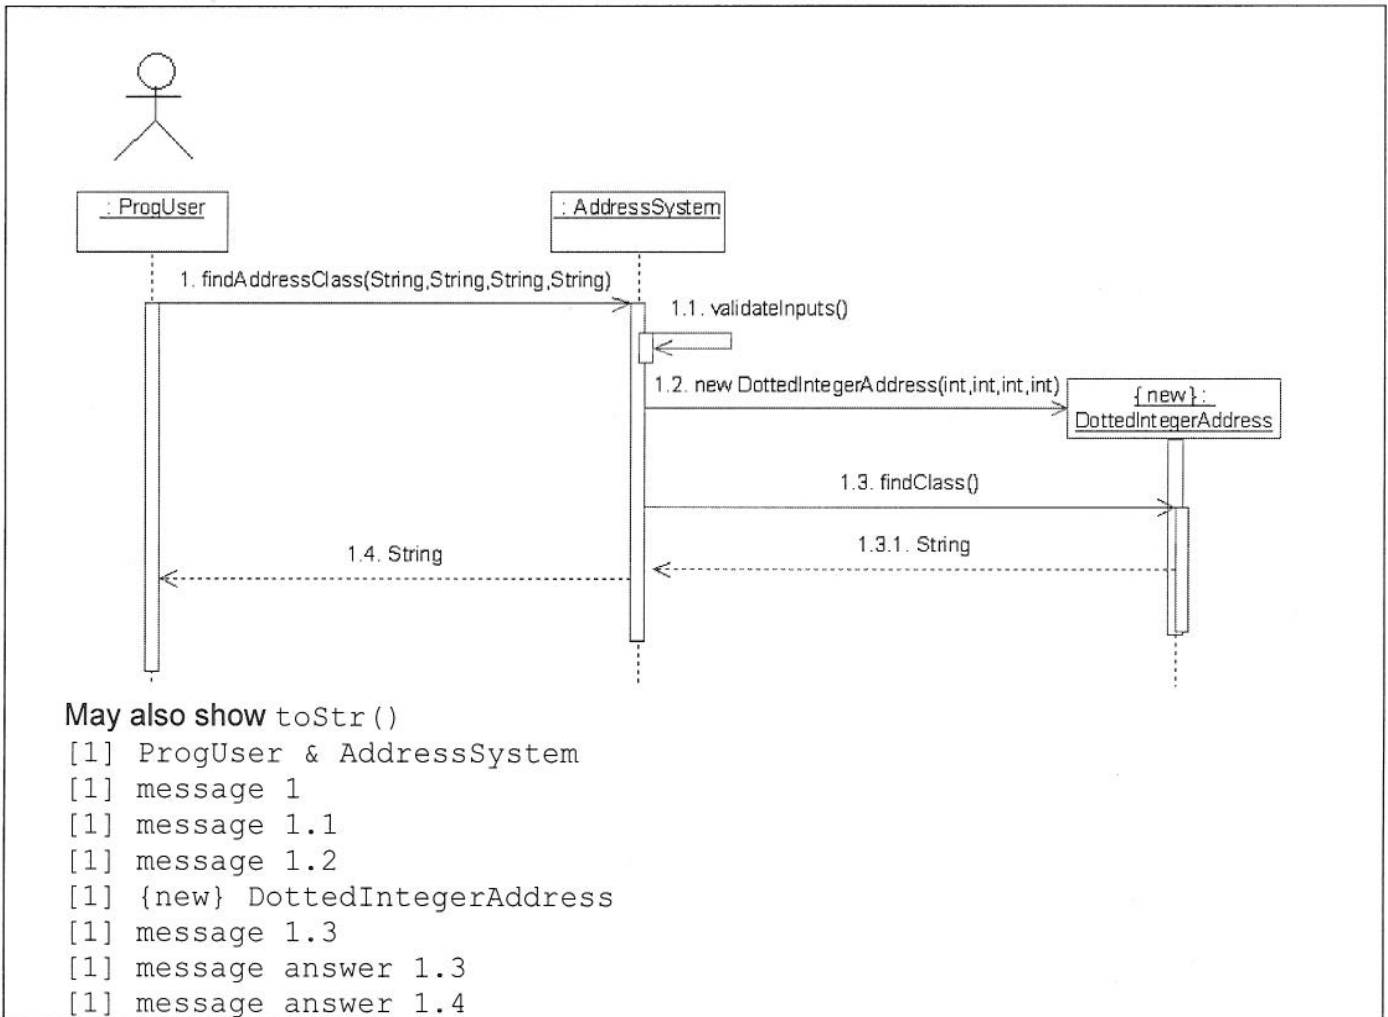 : ProgUser
: AddressSystem
1. findAddressClass(String,String,String,String)
1.1. validateInputs()
1.2. new DottedIntegerAddress(int,int,int,int)
{new}:
DottedIntegerAddress
1.3. findClass()
1.3.1. String
1.4. String
May also show toStr()
[1] ProgUser & AddressSystem
[1] message 1
[1] message 1.1
[1] message 1.2
[1] {new} DottedIntegerAddress
[1] message 1.3
[1] message answer 1.3
[1] message answer 1.4